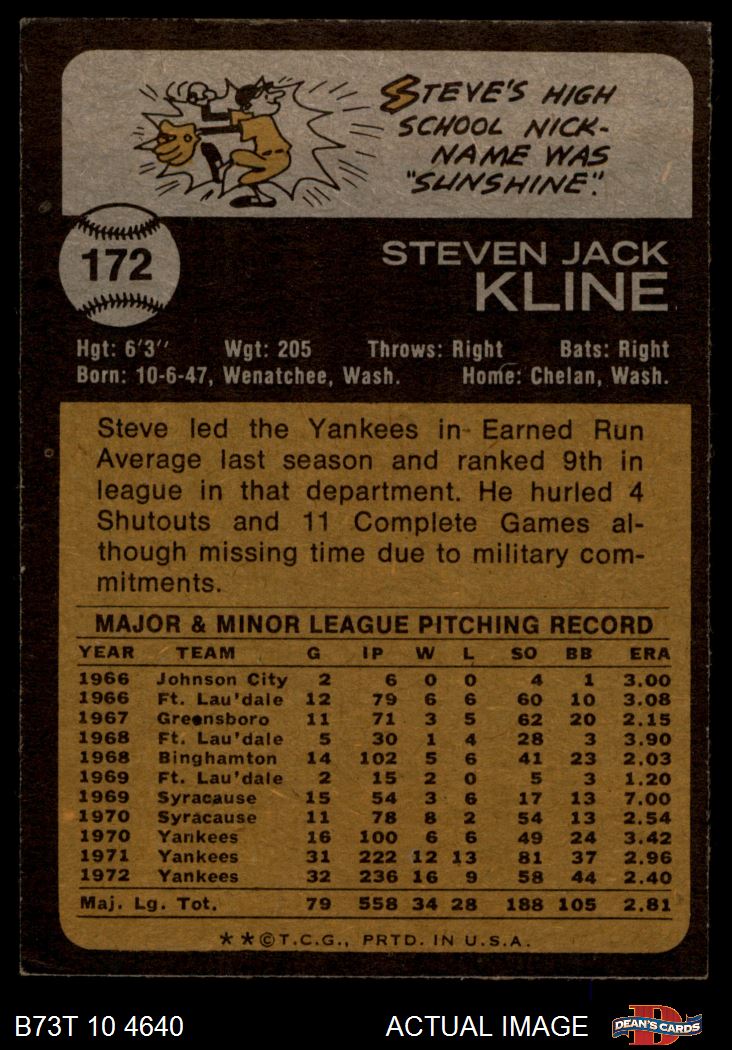 STEVE'S HIGH
SCHOOL NICK-
NAME WAS
"SUNSHINE".
172
STEVEN JACK
KLINE
Hgt: 6'3" Wgt: 205 Throws: Right Bats: Right
Born: 10-6-47, Wenatchee, Wash. Home: Chelan, Wash.
Steve led the Yankees in Earned Run
Average last season and ranked 9th in
league in that department. He hurled 4
Shutouts and 11 Complete Games al-
though missing time due to military com-
mitments.
MAJOR & MINOR LEAGUE PITCHING RECORD
YEAR TEAM G IP W L SO BB ERA
1966 Johnson City 2 6 0 0 4 1 3.00
1966 Ft. Lau'dale 12 79 6 6 60 10 3.08
1967 Greensboro 11 71 3 5 62 20 2.15
1968 Ft. Lau'dale 5 30 1 4 28 3 3.90
1968 Binghamton 14 102 5 6 41 23 2.03
1969 Ft. Lau'dale 2 15 2 0 5 3 1.20
1969 Syracause 15 54 3 6 17 13 7.00
1970 Syracause 11 78 8 2 54 13 2.54
1970 Yankees 16 100 6 6 49 24 3.42
1971 Yankees 31 222 12 13 81 37 2.96
1972 Yankees 32 236 16 9 58 44 2.40
Maj. Lg. Tot. 79 558 34 28 188 105 2.81
**©T.C.G., PRTD. IN U.S.A.
B73T 10 4640 ACTUAL IMAGE
D
DEAN'S CARDS